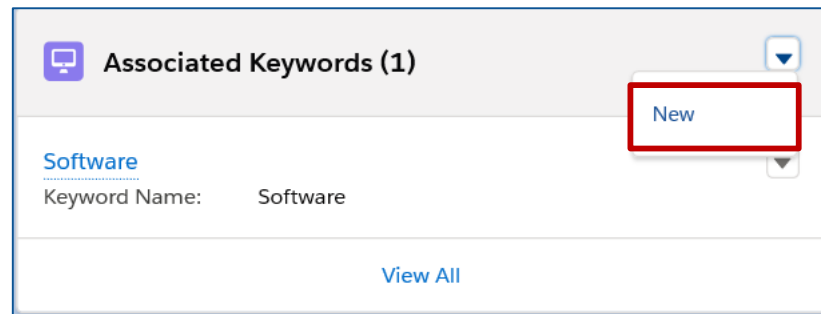 Associated Keywords (1)
New
Software
Keyword Name: Software
View All